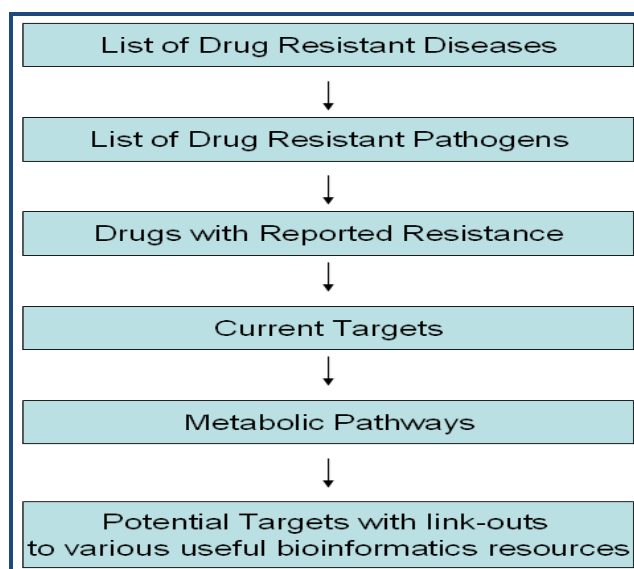 List of Drug Resistant Diseases
List of Drug Resistant Pathogens
Drugs with Reported Resistance
Current Targets
Metabolic Pathways
Potential Targets with link-outs
to various useful bioinformatics resources